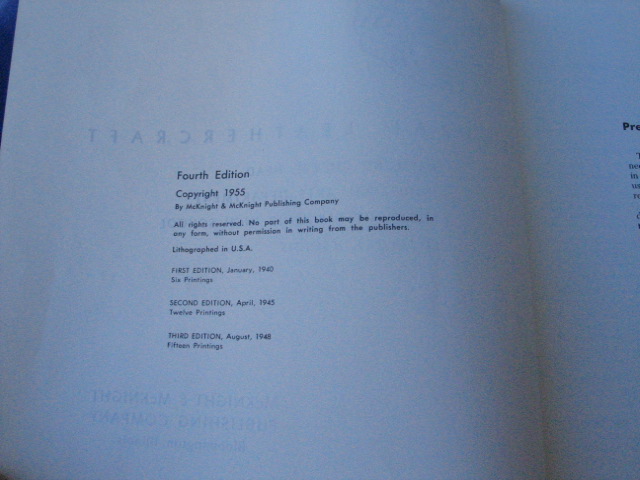 Fourth Edition
Copyright 1955
By McKnight & McKnight Publishing Company
All rights reserved. No part of this book may be reproduced, in
any form, without permission in writing from the publishers.
Lithographed in U.S.A.
FIRST EDITION, January, 1940
Six Printings
SECOND EDITION, April, 1945
Twelve Printings
THIRD EDITION, August, 1948
Fifteen Printings